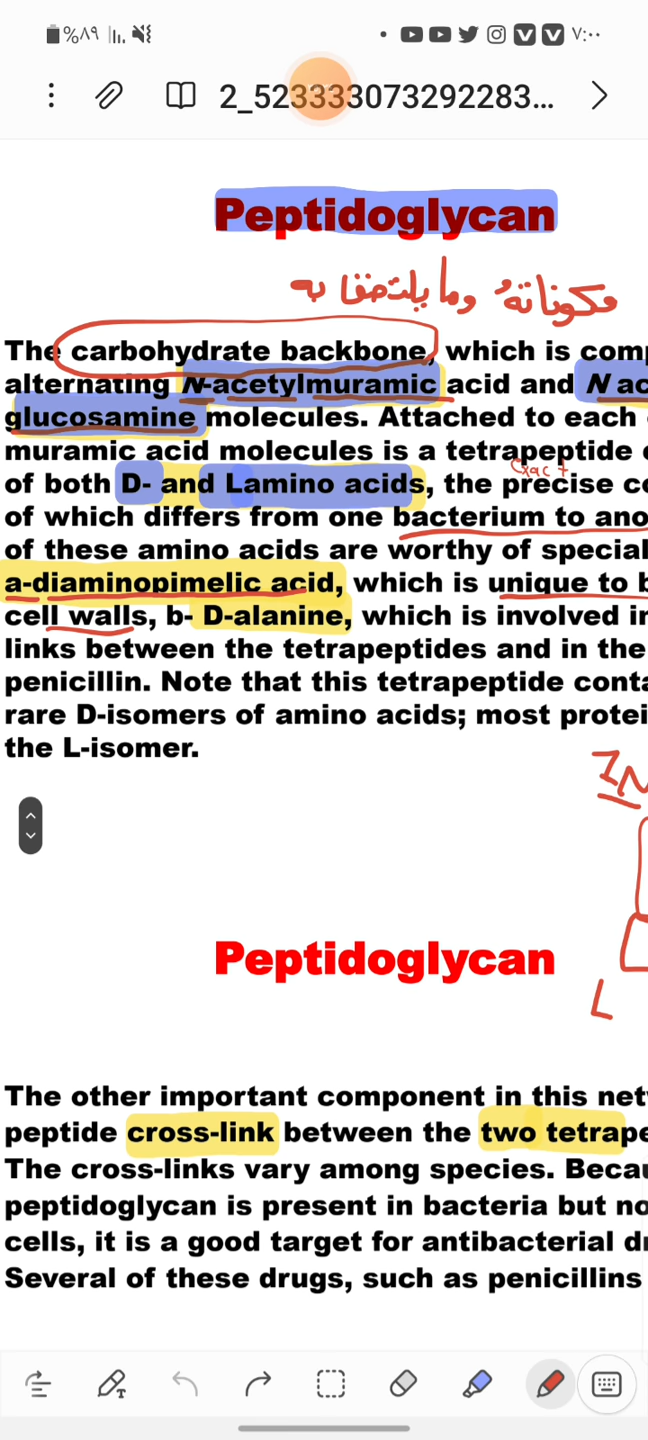 %٨٩ ٧:٠٠
2_523333073292283...
Peptidoglycan
مكوناتهُ وما يلتصق به
The carbohydrate backbone, which is comp
alternating N-acetylmuramic acid and N ac
glucosamine molecules. Attached to each
muramic acid molecules is a tetrapeptide
Exact
of both D- and Lamino acids, the precise co
of which differs from one bacterium to ano
of these amino acids are worthy of special
a-diaminopimelic acid, which is unique to b
cell walls, b- D-alanine, which is involved in
links between the tetrapeptides and in the
penicillin. Note that this tetrapeptide conta
rare D-isomers of amino acids; most protei
the L-isomer.
IN
Peptidoglycan
L
The other important component in this net
peptide cross-link between the two tetrape
The cross-links vary among species. Becau
peptidoglycan is present in bacteria but no
cells, it is a good target for antibacterial dr
Several of these drugs, such as penicillins